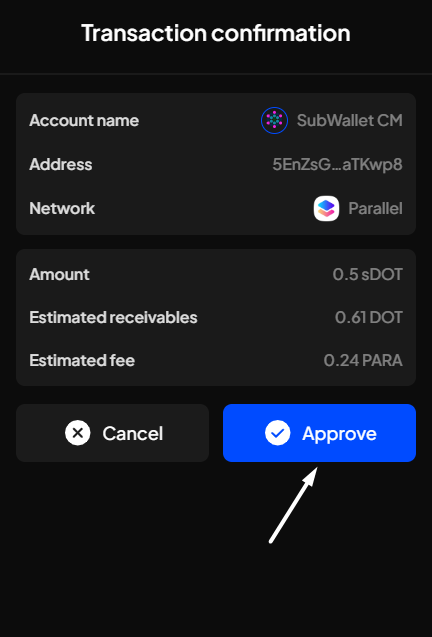 Transaction confirmation
Account name SubWallet CM
Address 5EnZsG...aTKwp8
Network Parallel
Amount 0.5 sDOT
Estimated receivables 0.61 DOT
Estimated fee 0.24 PARA
Cancel Approve